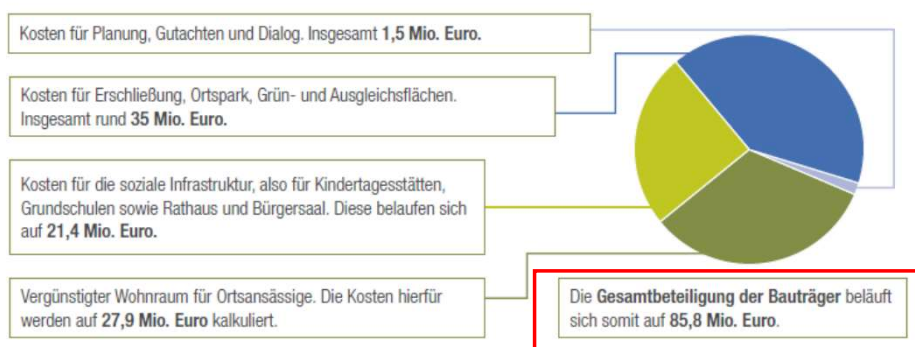 Kosten für Planung, Gutachten und Dialog. Insgesamt 1,5 Mio. Euro.
Kosten für Erschließung, Ortspark, Grün- und Ausgleichsflächen.
Insgesamt rund 35 Mio. Euro.
Kosten für die soziale Infrastruktur, also für Kindertagesstätten,
Grundschulen sowie Rathaus und Bürgersaal. Diese belaufen sich
auf 21,4 Mio. Euro.
Vergünstigter Wohnraum für Ortsansässige. Die Kosten hierfür
werden auf 27,9 Mio. Euro kalkuliert.
Die Gesamtbeteiligung der Bauträger beläuft
sich somit auf 85,8 Mio. Euro.